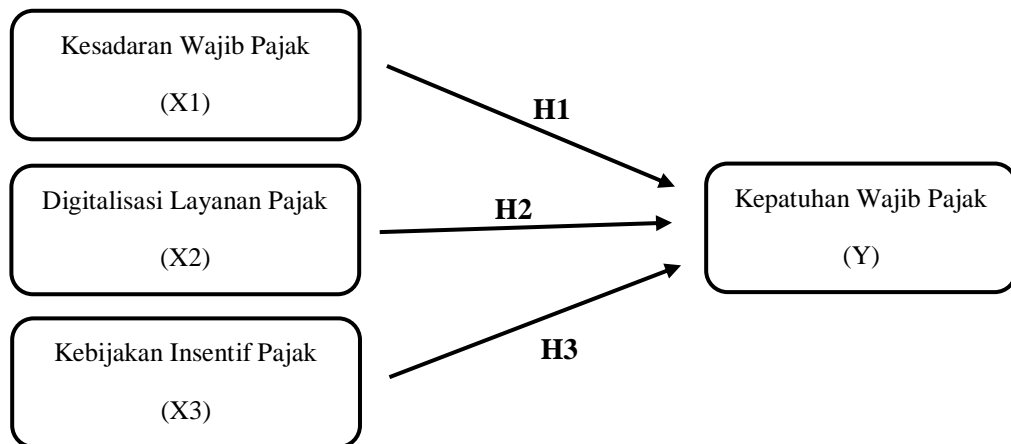 Kesadaran Wajib Pajak
(X1)
H1
Digitalisasi Layanan Pajak
(X2)
H2
Kepatuhan Wajib Pajak
(Y)
Kebijakan Insentif Pajak
(X3)
H3